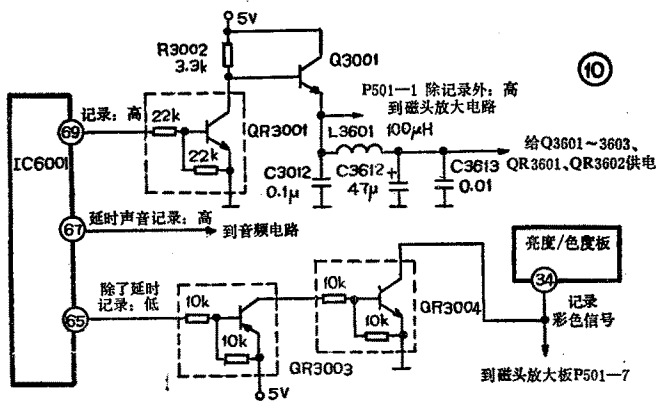 5V
R3002
3.3k
Q3001
⑩
P501—1 除记录外：高
到磁头放大电路
69
记录：高
22k
22k
QR3001
L3601
100μH
给Q3601～3603、
QR3601、QR3602供电
IC6001
C3012
0.1μ
C3612
47μ
+
C3613
0.01
67
延时声音记录：高
到音频电路
亮度/色度板
34
除了延时
记录：低
65
10k
10k
QR3003
5V
10k
10k
QR3004
记录
彩色信号
到磁头放大板P501—7